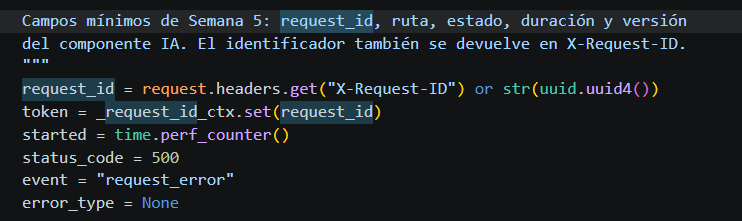 Campos mínimos de Semana 5: request_id, ruta, estado, duración y versión
del componente IA. El identificador también se devuelve en X-Request-ID.
"""
request_id = request.headers.get("X-Request-ID") or str(uuid.uuid4())
token = _request_id_ctx.set(request_id)
started = time.perf_counter()
status_code = 500
event = "request_error"
error_type = None